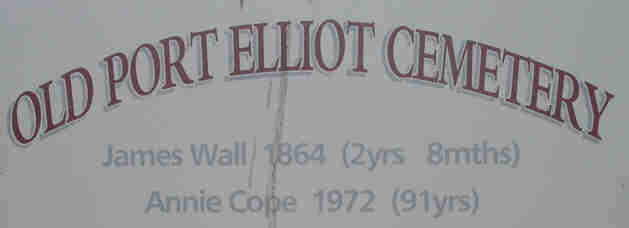 OLD PORT ELLIOT CEMETERY
James Wall 1864 (2yrs 8mths)
Annie Cope 1972 (91yrs)